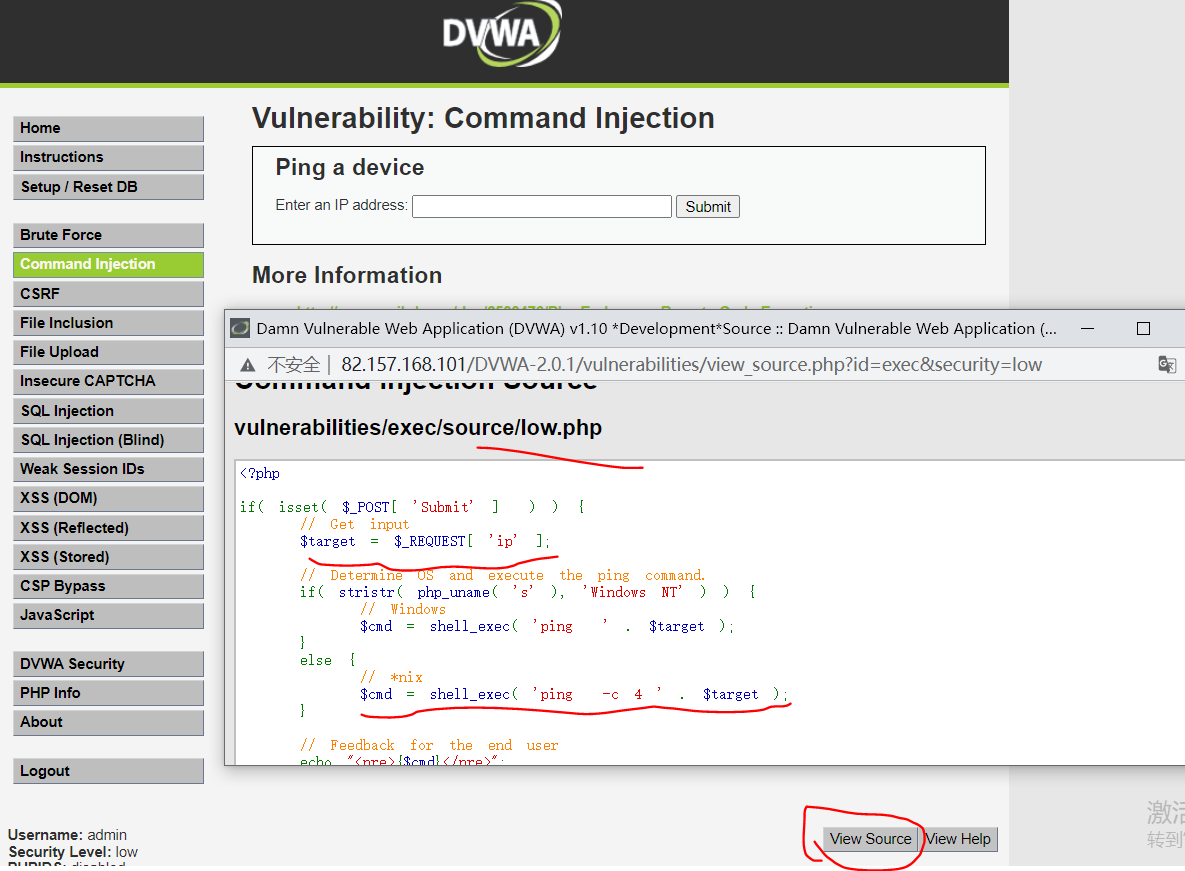 DVWA
Vulnerability: Command Injection
Home
Instructions
Setup / Reset DB
Brute Force
Command Injection
CSRF
File Inclusion
File Upload
Insecure CAPTCHA
SQL Injection
SQL Injection (Blind)
Weak Session IDs
XSS (DOM)
XSS (Reflected)
XSS (Stored)
CSP Bypass
JavaScript
DVWA Security
PHP Info
About
Logout
Ping a device
Enter an IP address:
Submit
More Information
Damn Vulnerable Web Application (DVWA) v1.10 *Development*Source :: Damn Vulnerable Web Application (...
不安全 | 82.157.168.101/DVWA-2.0.1/vulnerabilities/view_source.php?id=exec&security=low
Command Injection Source
vulnerabilities/exec/source/low.php
<?php
if( isset( $_POST[ 'Submit' ] ) ) {
// Get input
$target = $_REQUEST[ 'ip' ];
// Determine OS and execute the ping command.
if( stristr( php_uname( 's' ), 'Windows NT' ) ) {
// Windows
$cmd = shell_exec( 'ping ' . $target );
}
else {
// *nix
$cmd = shell_exec( 'ping -c 4 ' . $target );
}
// Feedback for the end user
echo "<pre>{$cmd}</pre>";
Username: admin
Security Level: low
PHPIDS: disabled
View Source
View Help
激活
转到